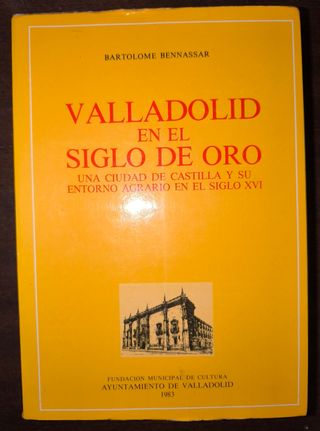 BARTOLOME BENNASSAR
VALLADOLID
EN EL
SIGLO DE ORO
UNA CIUDAD DE CASTILLA Y SU
ENTORNO AGRARIO EN EL SIGLO XVI
FUNDACION MUNICIPAL DE CULTURA
AYUNTAMIENTO DE VALLADOLID
1983